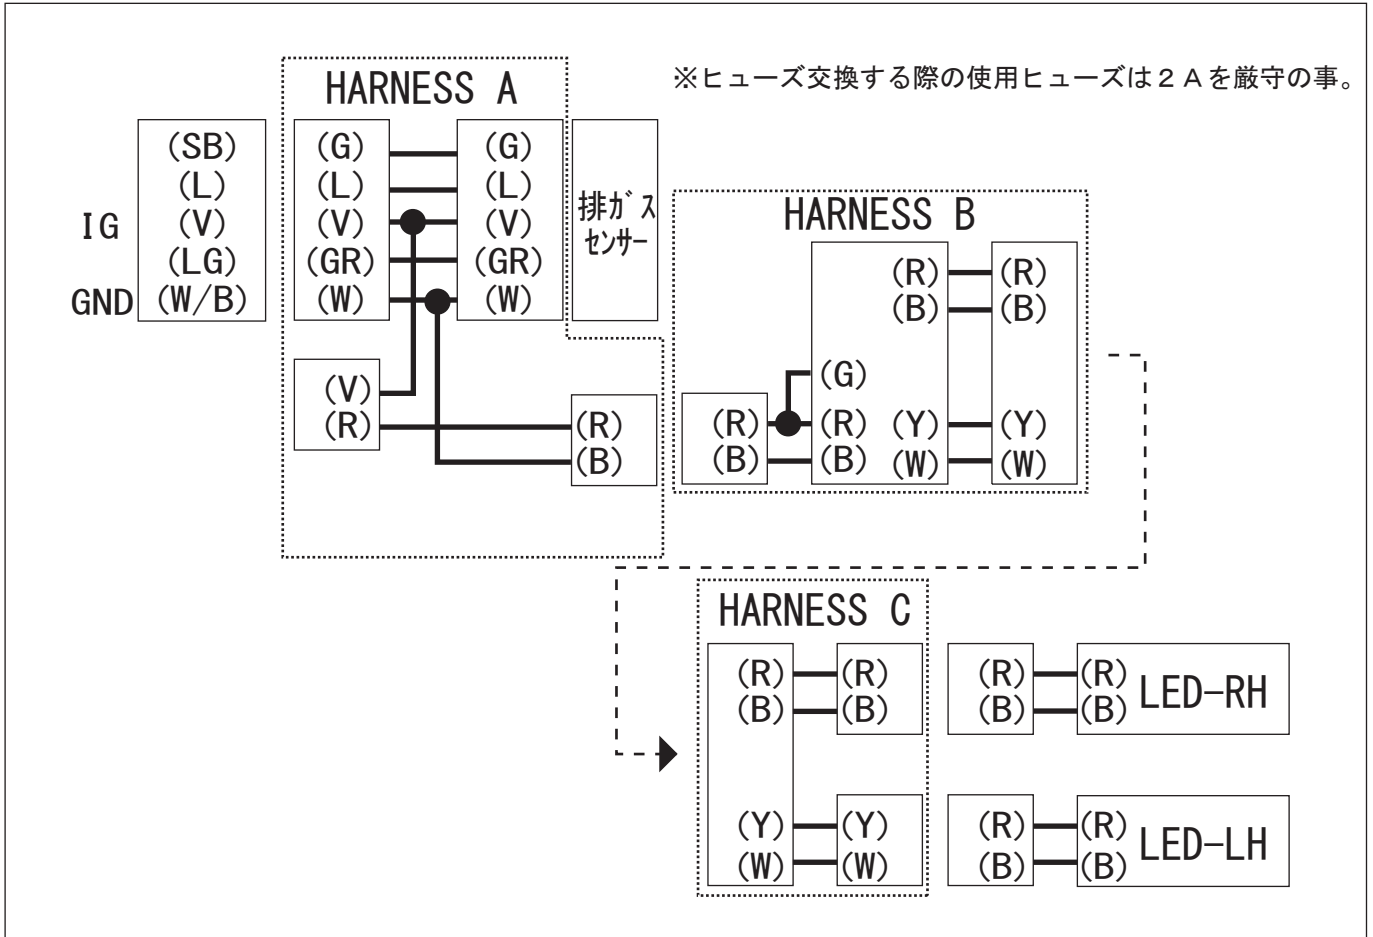 ※ヒューズ交換する際の使用ヒューズは２Ａを厳守の事。
HARNESS A
IG
GND
(SB)
(L)
(V)
(LG)
(W/B)
(G)
(L)
(V)
(GR)
(W)
(G)
(L)
(V)
(GR)
(W)
排ｶﾞｽ
ｾﾝｻｰ
(V)
(R)
(R)
(B)
HARNESS B
(R)
(B)
(G)
(R)
(B)
(R)
(B)
(Y)
(W)
(R)
(B)
(Y)
(W)
HARNESS C
(R)
(B)
(Y)
(W)
(R)
(B)
(Y)
(W)
(R)
(B)
(R)
(B)
LED-RH
(R)
(B)
(R)
(B)
LED-LH